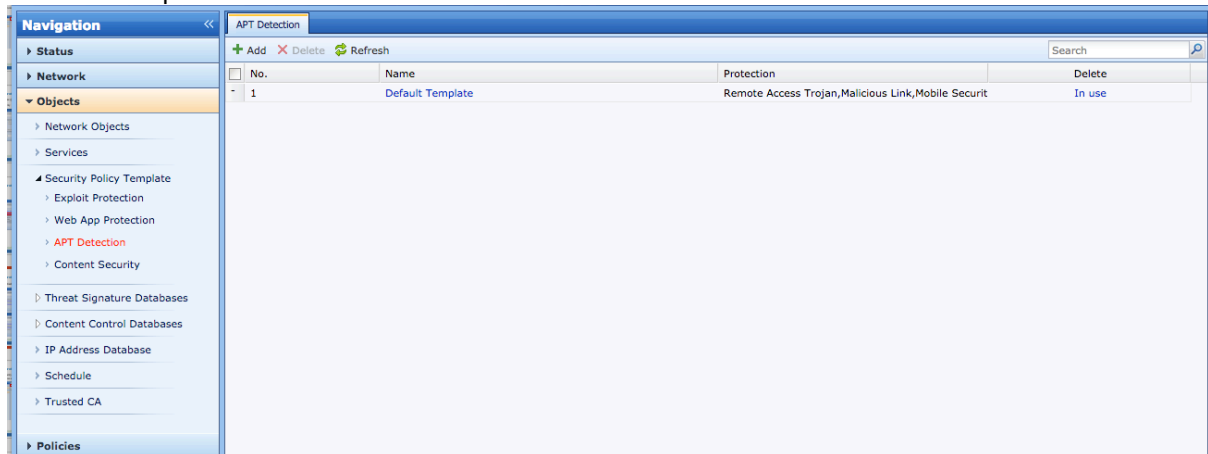 Navigation «
Status
Network
Objects
Network Objects
Services
Security Policy Template
Exploit Protection
Web App Protection
APT Detection
Content Security
Threat Signature Databases
Content Control Databases
IP Address Database
Schedule
Trusted CA
Policies
APT Detection
Add Delete Refresh Search
No. Name Protection Delete
- 1 Default Template Remote Access Trojan,Malicious Link,Mobile Securit In use